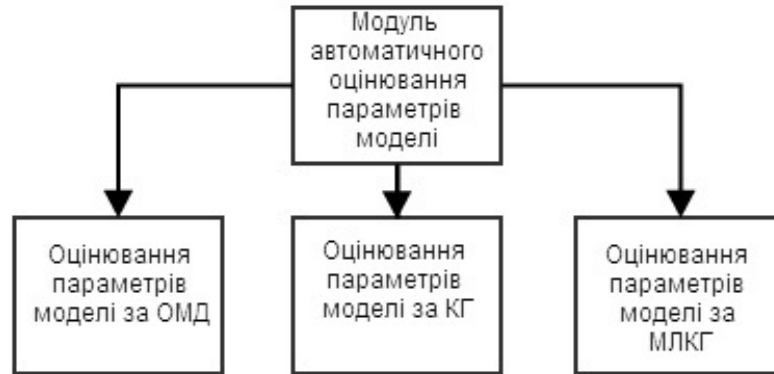 Модуль
автоматичного
оцінювання
параметрів
моделі
Оцінювання
параметрів
моделі за ОМД
Оцінювання
параметрів
моделі за КГ
Оцінювання
параметрів
моделі за
МЛКГ